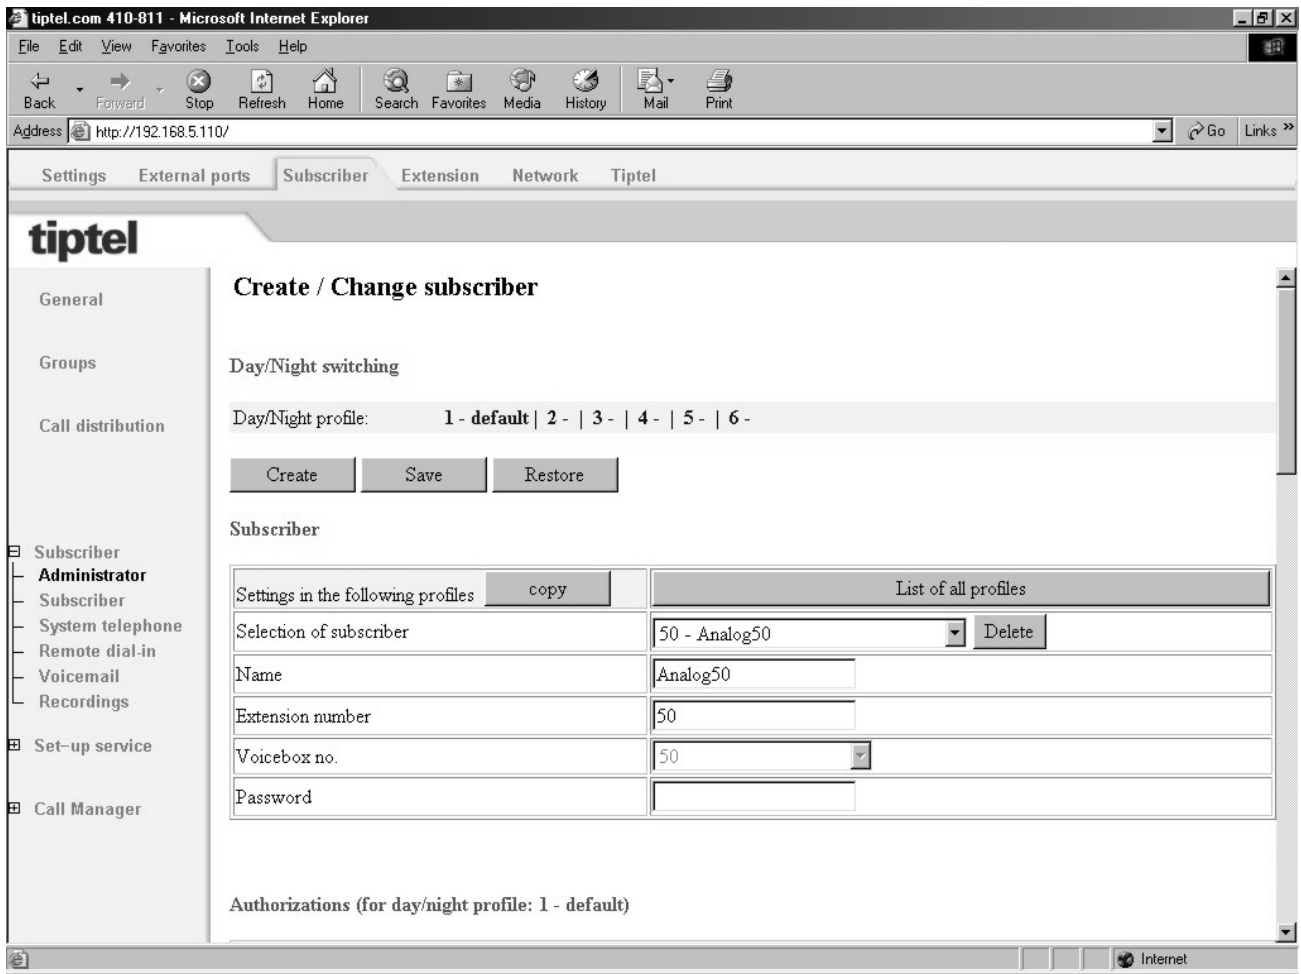 tiptel.com 410-811 - Microsoft Internet Explorer
File Edit View Favorites Tools Help
Back Forward Stop Refresh Home Search Favorites Media History Mail Print
Address http://192.168.5.110/ Go Links »
Settings External ports Subscriber Extension Network Tiptel
tiptel
General
Groups
Call distribution
Subscriber
Administrator
Subscriber
System telephone
Remote dial-in
Voicemail
Recordings
Set-up service
Call Manager
Create / Change subscriber
Day/Night switching
Day/Night profile: 1 - default | 2 - | 3 - | 4 - | 5 - | 6 -
Create Save Restore
Subscriber
Settings in the following profiles copy List of all profiles
Selection of subscriber 50 - Analog50 Delete
Name Analog50
Extension number 50
Voicebox no. 50
Password
Authorizations (for day/night profile: 1 - default)
Internet